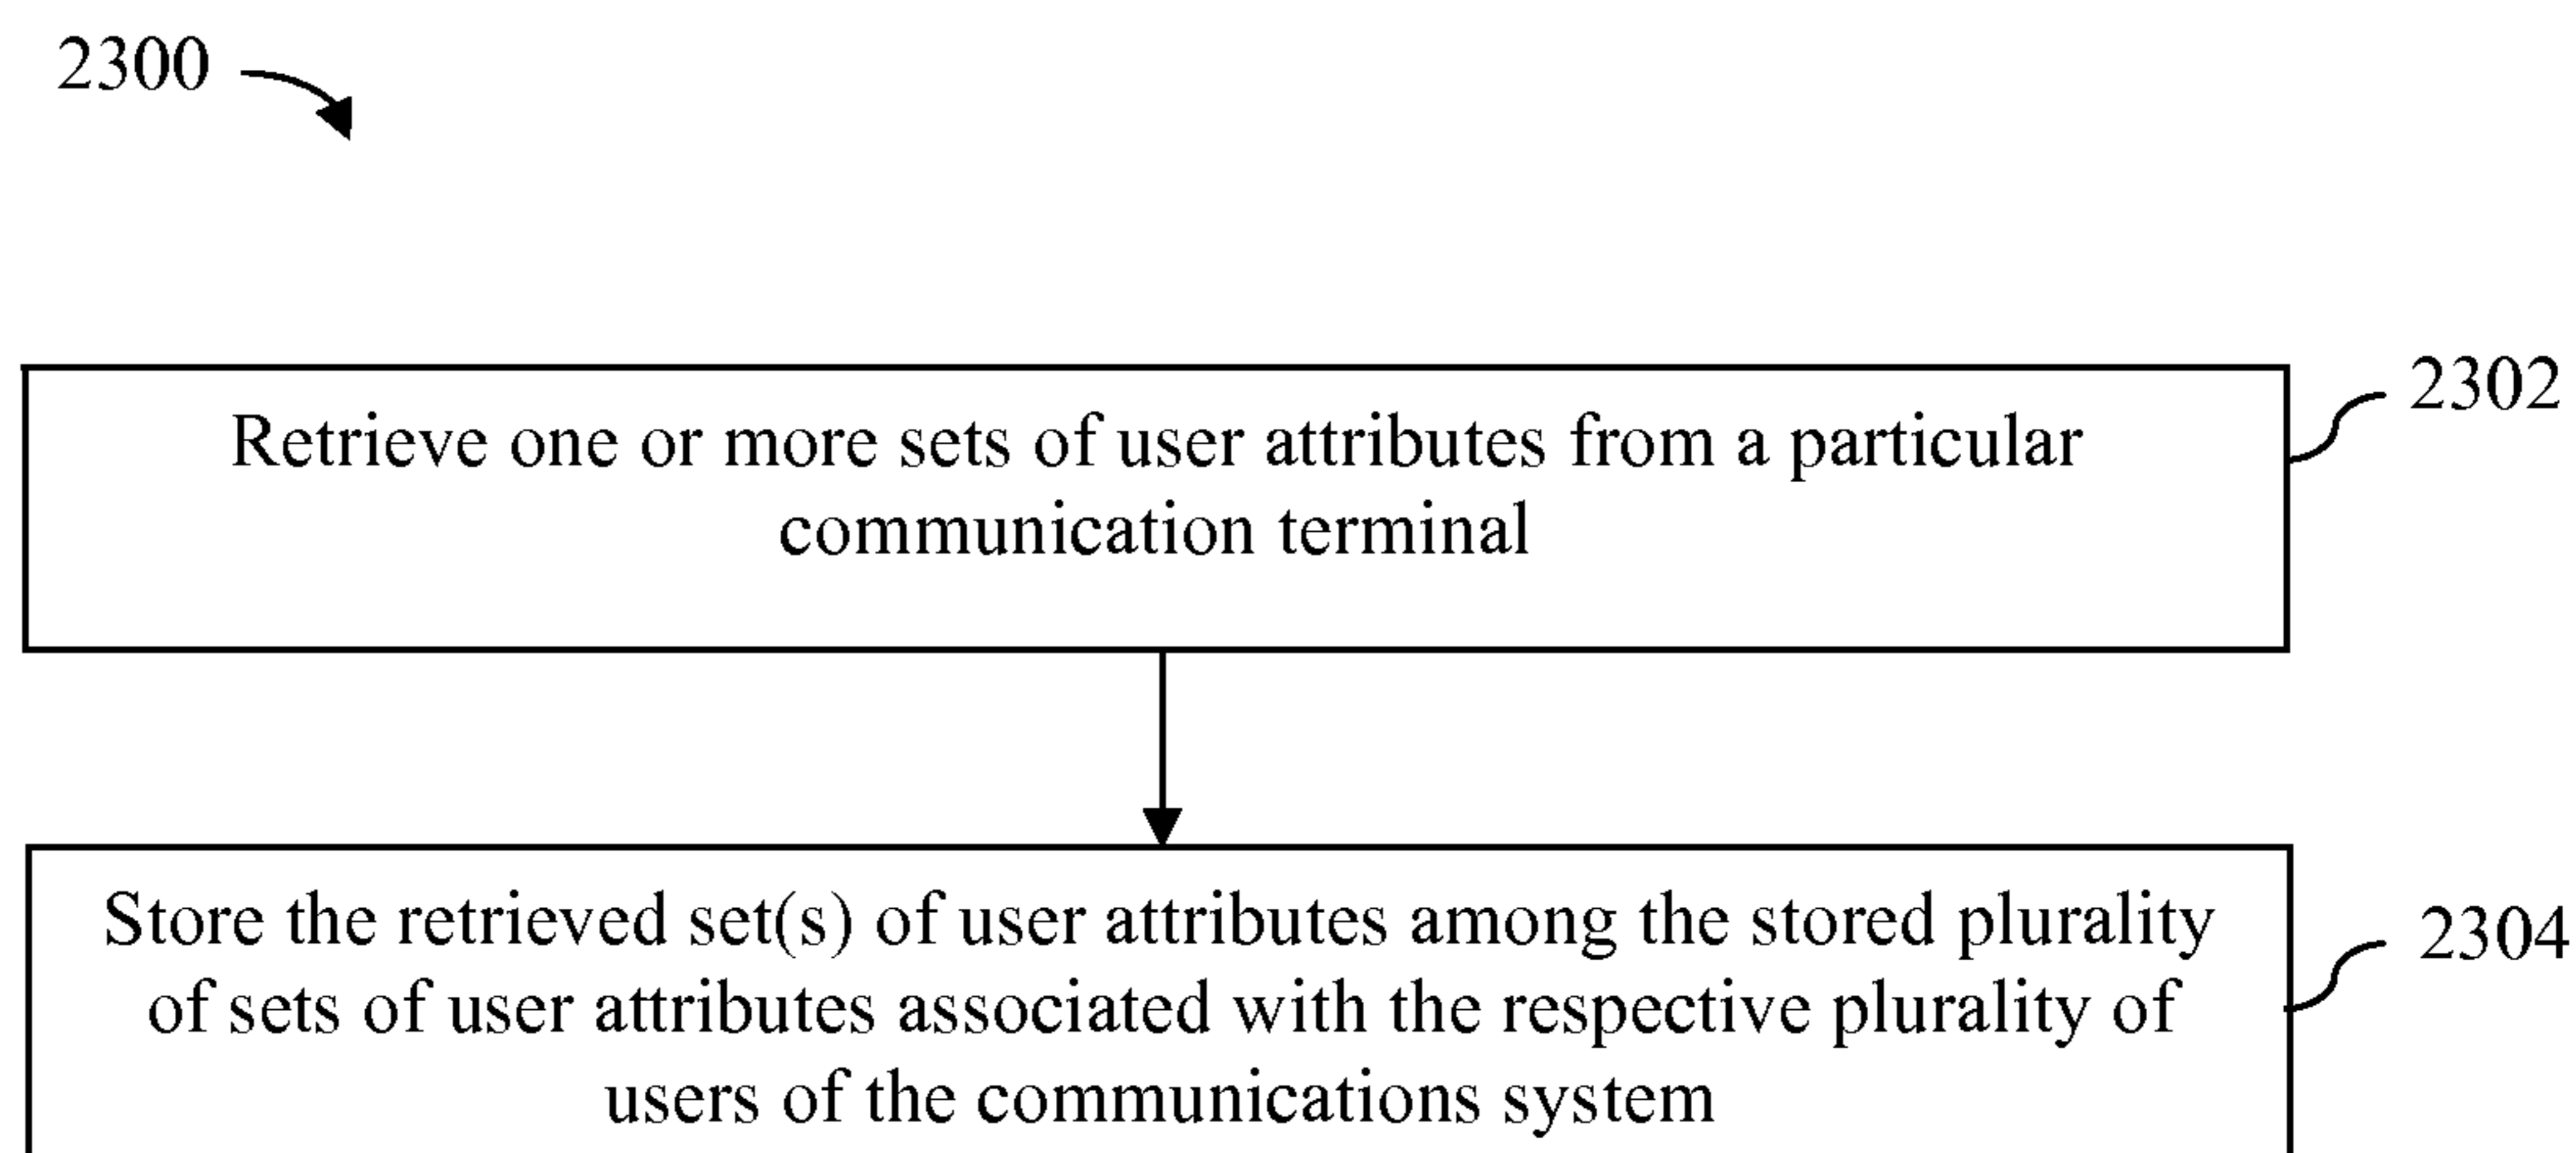 2300
2302
Retrieve one or more sets of user attributes from a particular
communication terminal
2304
Store the retrieved set(s) of user attributes among the stored plurality
of sets of user attributes associated with the respective plurality of
users of the communications system